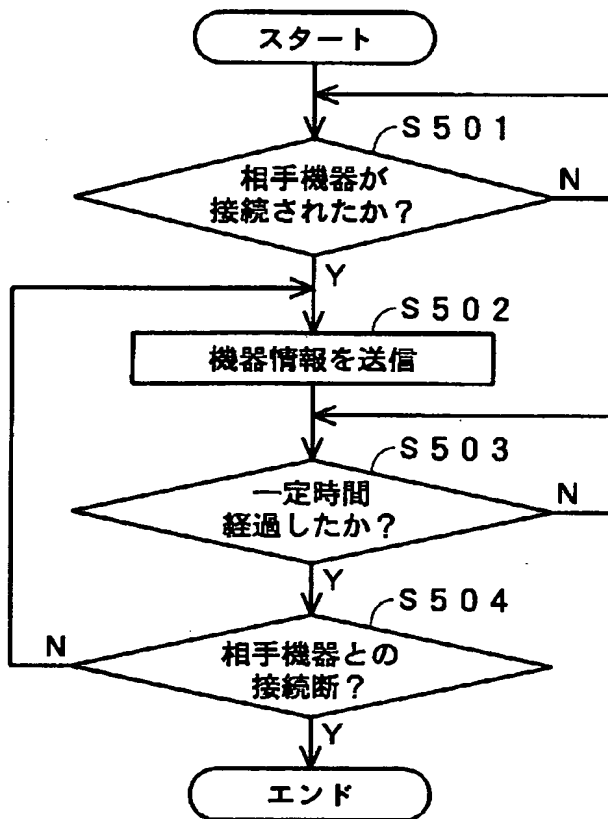 スタート
S501
相手機器が
接続されたか?
N
Y
S502
機器情報を送信
S503
一定時間
経過したか?
N
Y
S504
相手機器との
接続断?
N
Y
エンド